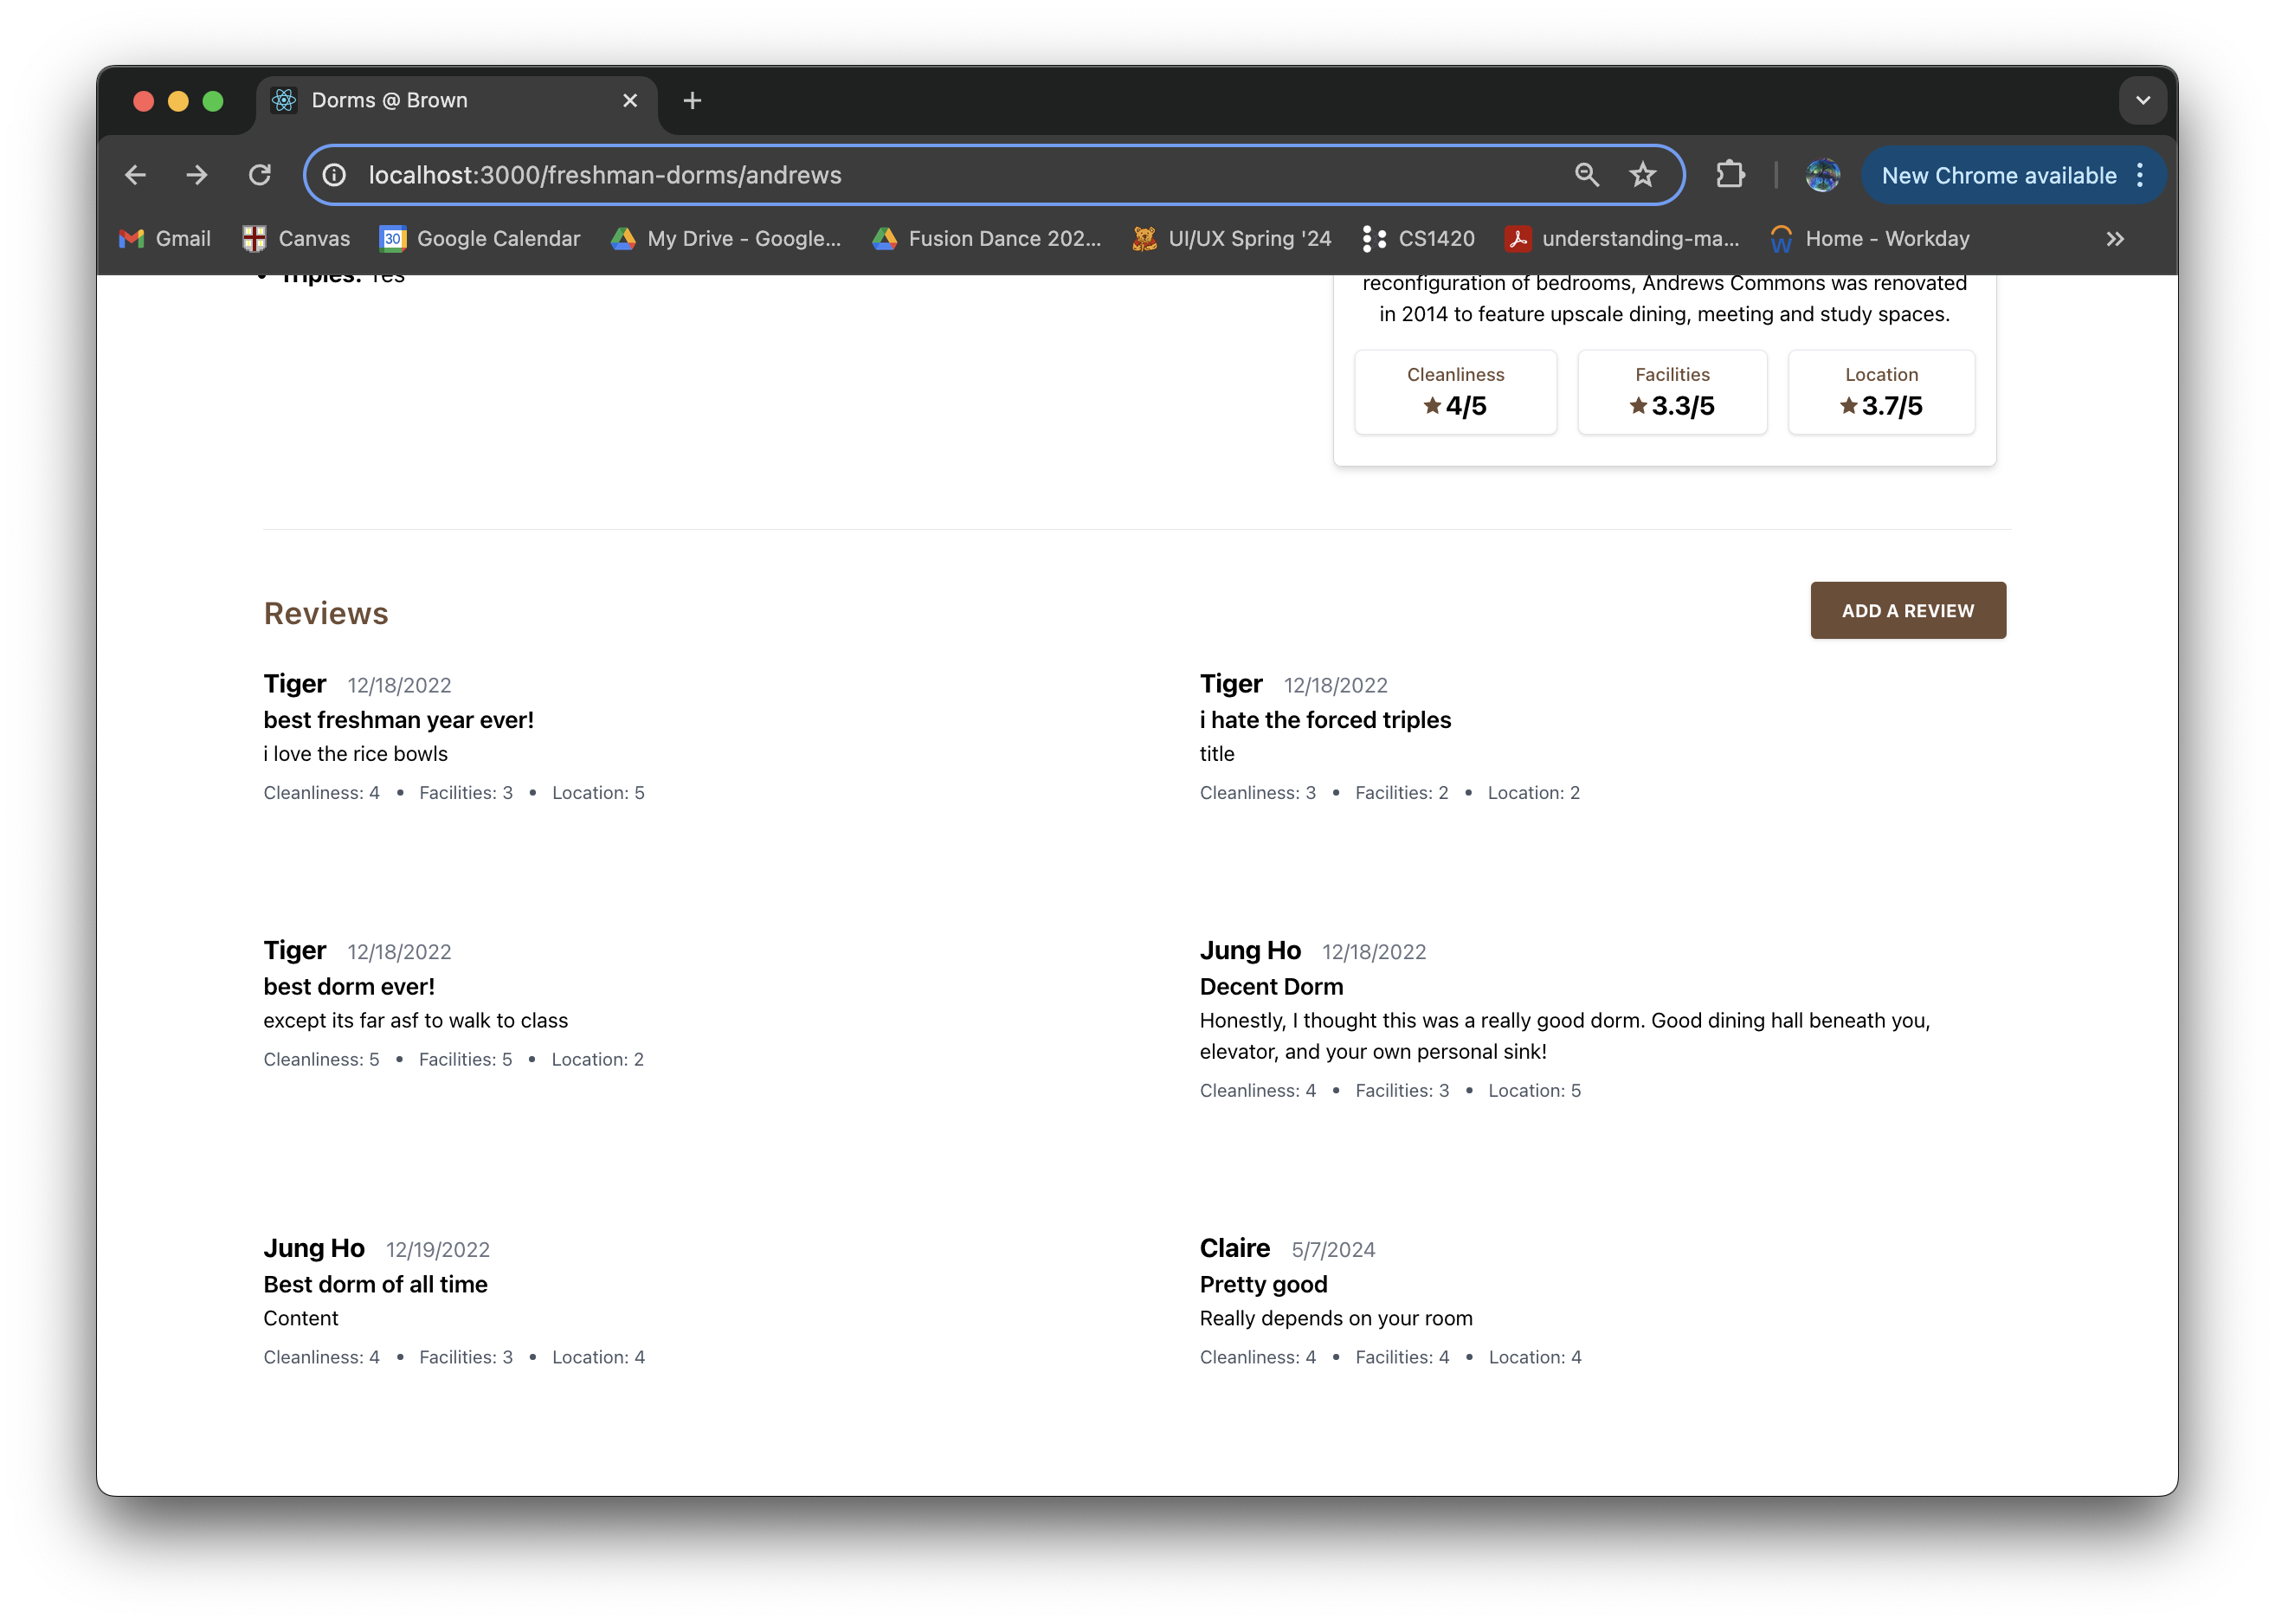 Dorms @ Brown
localhost:3000/freshman-dorms/andrews
New Chrome available
Gmail
Canvas
30
Google Calendar
My Drive - Google...
Fusion Dance 202...
UI/UX Spring '24
CS1420
understanding-ma...
Home - Workday
Triples: Yes
reconfiguration of bedrooms, Andrews Commons was renovated
in 2014 to feature upscale dining, meeting and study spaces.
Cleanliness
4/5
Facilities
3.3/5
Location
3.7/5
Reviews
ADD A REVIEW
Tiger 12/18/2022
best freshman year ever!
i love the rice bowls
Cleanliness: 4 • Facilities: 3 • Location: 5
Tiger 12/18/2022
i hate the forced triples
title
Cleanliness: 3 • Facilities: 2 • Location: 2
Tiger 12/18/2022
best dorm ever!
except its far asf to walk to class
Cleanliness: 5 • Facilities: 5 • Location: 2
Jung Ho 12/18/2022
Decent Dorm
Honestly, I thought this was a really good dorm. Good dining hall beneath you,
elevator, and your own personal sink!
Cleanliness: 4 • Facilities: 3 • Location: 5
Jung Ho 12/19/2022
Best dorm of all time
Content
Cleanliness: 4 • Facilities: 3 • Location: 4
Claire 5/7/2024
Pretty good
Really depends on your room
Cleanliness: 4 • Facilities: 4 • Location: 4